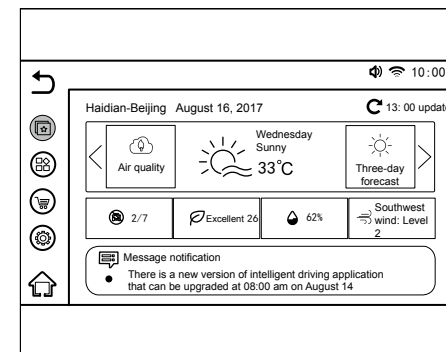 10:00
Haidian-Beijing August 16, 2017 13: 00 update
Air quality
Wednesday
Sunny
33℃
Three-day
forecast
2/7
Excellent 26
62%
Southwest
wind: Level
2
Message notification
There is a new version of intelligent driving application
that can be upgraded at 08:00 am on August 14